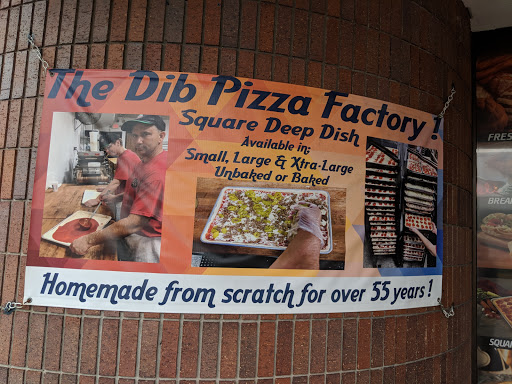 The Dib Pizza Factory !
Square Deep Dish
Available in:
Small, Large & Xtra-Large
Unbaked or Baked
Homemade from scratch for over 55 years !
FRES
BREA
SQUAR